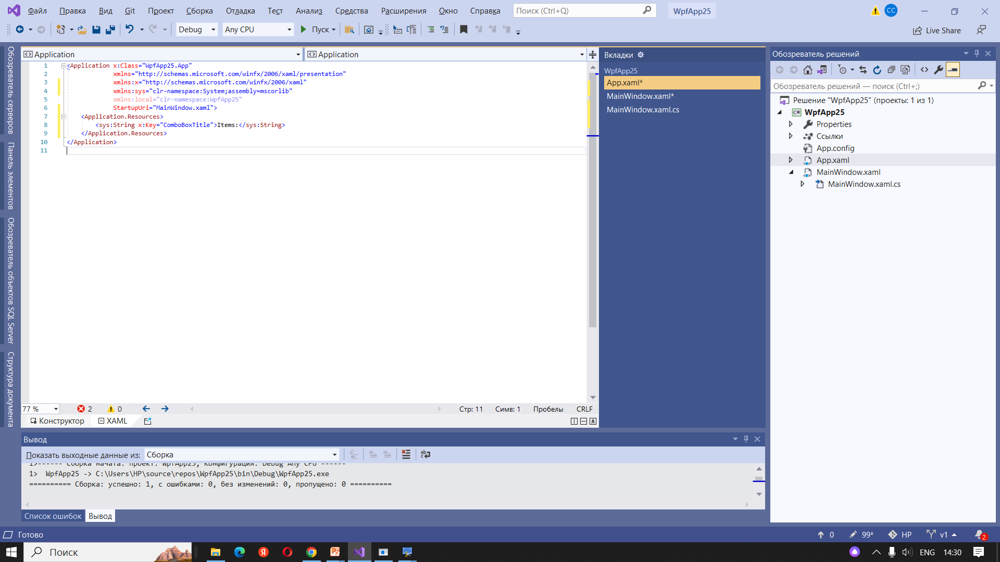 Файл Правка Вид Git Проект Сборка Отладка Тест Анализ Средства Расширения Окно Справка Поиск (Ctrl+Q) WpfApp25 CC
Debug Any CPU Пуск Live Share
Обозреватель серверов
Панель элементов
Обозреватель объектов SQL Server
Структура документа
Application Application
1 <Application x:Class="WpfApp25.App"
2 xmlns="http://schemas.microsoft.com/winfx/2006/xaml/presentation"
3 xmlns:x="http://schemas.microsoft.com/winfx/2006/xaml"
4 xmlns:sys="clr-namespace:System;assembly=mscorlib"
5 xmlns:local="clr-namespace:WpfApp25"
6 StartupUri="MainWindow.xaml">
7 <Application.Resources>
8 <sys:String x:Key="ComboBoxTitle">Items:</sys:String>
9 </Application.Resources>
10 </Application>
11
77 % 2 0 Стр: 11 Симв: 1 Пробелы CRLF
Конструктор XAML
Вкладки
WpfApp25
App.xaml*
MainWindow.xaml*
MainWindow.xaml.cs
Обозреватель решений
Обозреватель решений — поиск (Ctrl+;)
Решение "WpfApp25" (проекты: 1 из 1)
WpfApp25
Properties
Ссылки
App.config
App.xaml
MainWindow.xaml
MainWindow.xaml.cs
Вывод
Показать выходные данные из: Сборка
1>------ Сборка начата: проект: WpfApp25, Конфигурация: Debug Any CPU ------
1> WpfApp25 -> C:\Users\HP\source\repos\WpfApp25\bin\Debug\WpfApp25.exe
========== Сборка: успешно: 1, с ошибками: 0, без изменений: 0, пропущено: 0 ==========
Список ошибок Вывод
Готово 0 99* HP v1 2
Поиск ENG 14:30